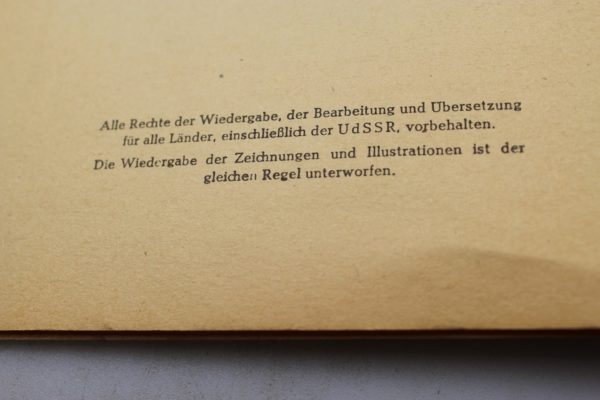 Alle Rechte der Wiedergabe, der Bearbeitung und Übersetzung
für alle Länder, einschließlich der UdSSR, vorbehalten.
Die Wiedergabe der Zeichnungen und Illustrationen ist der
gleichen Regel unterworfen.